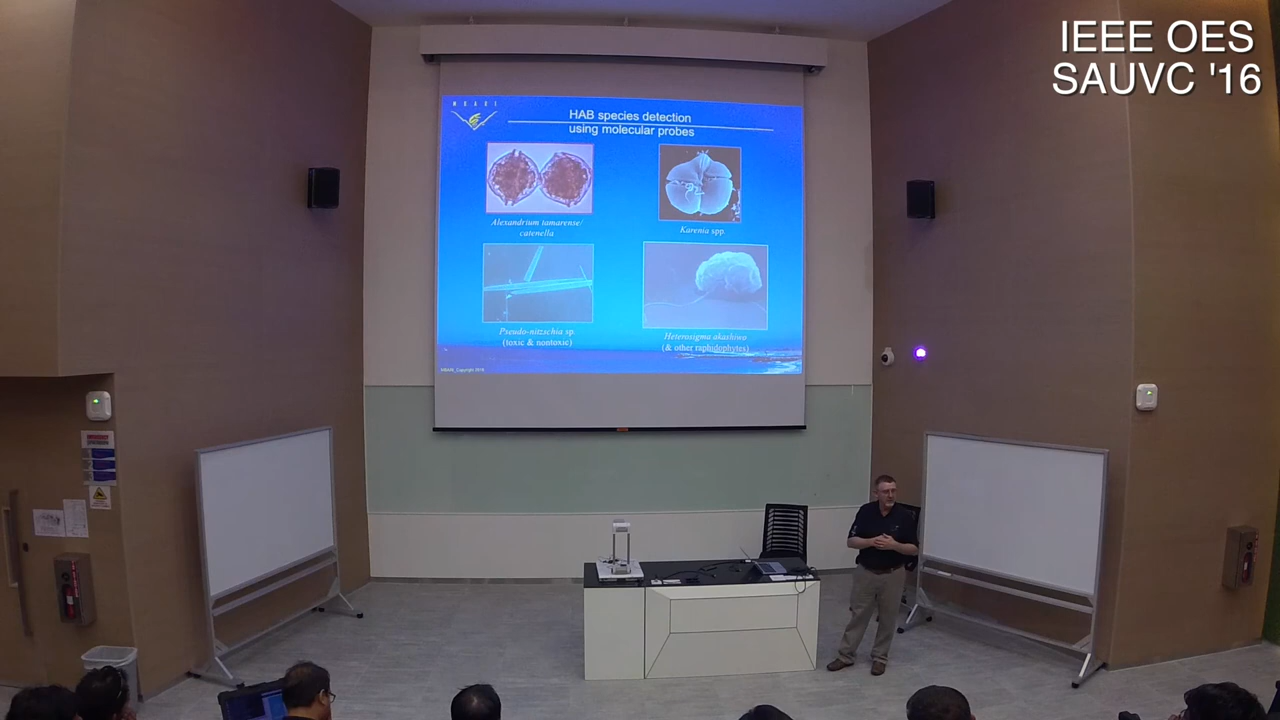 IEEE OES
SAUVC '16
MBARI
HAB species detection
using molecular probes
Alexandrium tamarense/
catenella
Karenia spp.
Pseudo-nitzschia sp.
(toxic & nontoxic)
Heterosigma akashiwo
(& other raphidophytes)